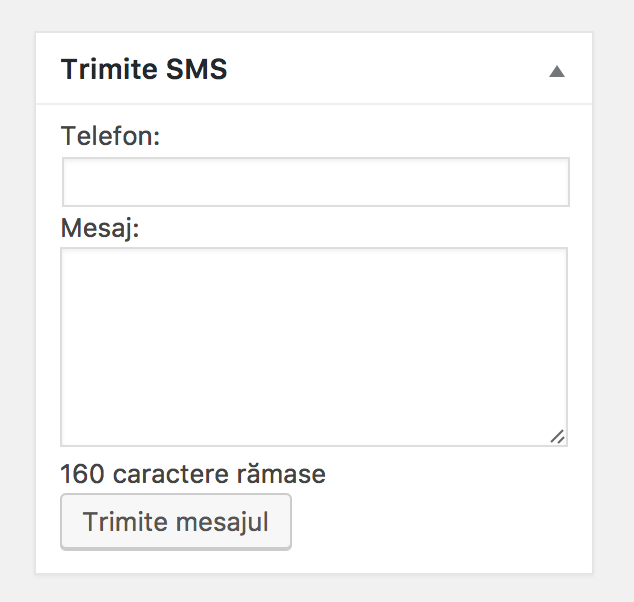 Trimite SMS
Telefon:
Mesaj:
160 caractere rămase
Trimite mesajul